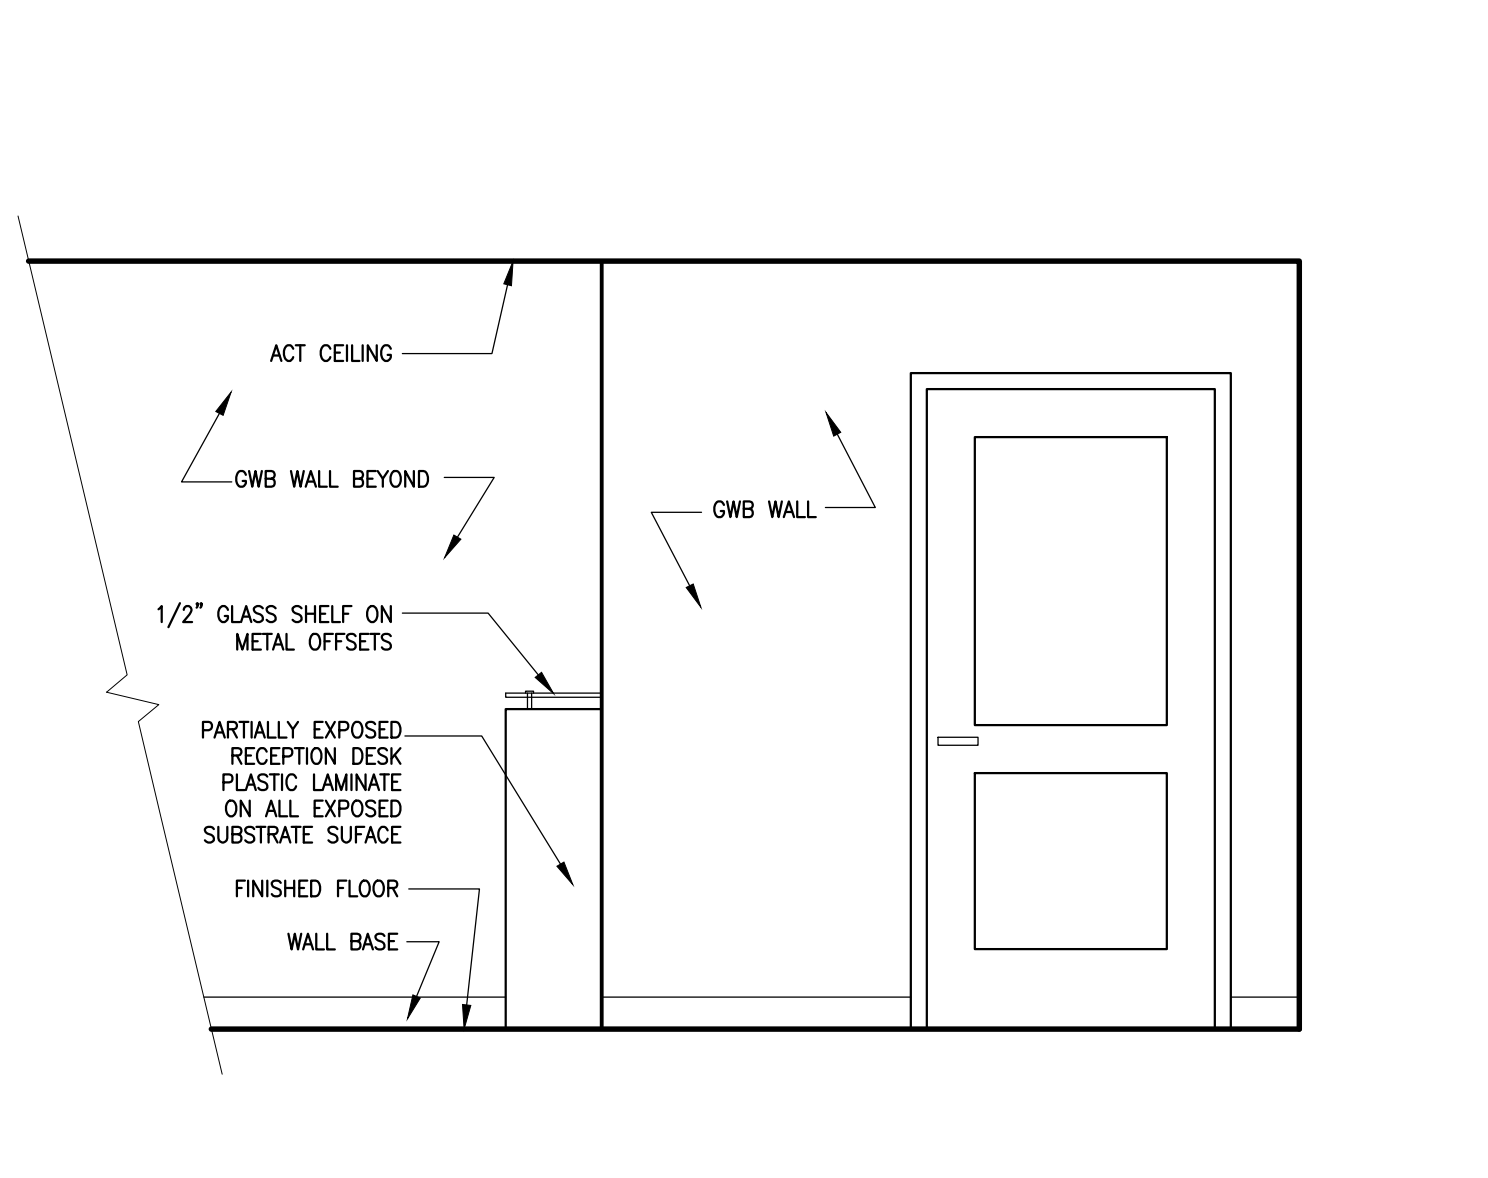 ACT CEILING
GWB WALL BEYOND
GWB WALL
1/2" GLASS SHELF ON
METAL OFFSETS
PARTIALLY EXPOSED
RECEPTION DESK
PLASTIC LAMINATE
ON ALL EXPOSED
SUBSTRATE SUFACE
FINISHED FLOOR
WALL BASE